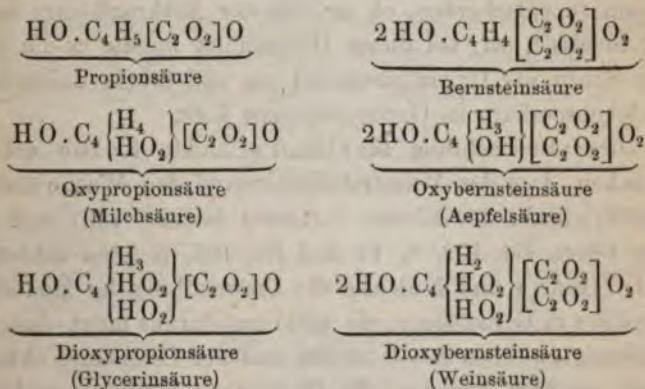 HO.C₄H₅[C₂O₂]O
Propionsäure
2HO.C₄H₄[C₂O₂ C₂O₂]O₂
Bernsteinsäure
HO.C₄{H₄ HO₂}[C₂O₂]O
Oxypropionsäure
(Milchsäure)
2HO.C₄{H₃ OH}[C₂O₂ C₂O₂]O₂
Oxybernsteinsäure
(Aepfelsäure)
HO.C₄{H₃ HO₂ HO₂}[C₂O₂]O
Dioxypropionsäure
(Glycerinsäure)
2HO.C₄{H₂ HO₂ HO₂}[C₂O₂ C₂O₂]O₂
Dioxybernsteinsäure
(Weinsäure)